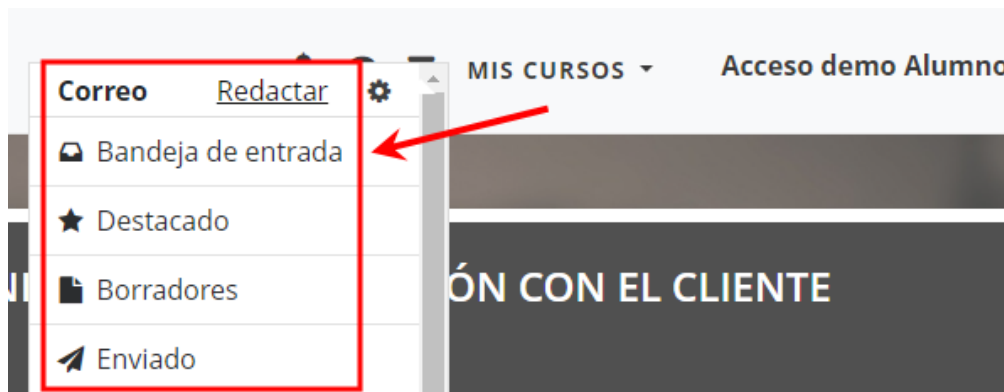 MIS CURSOS
Acceso demo Alumno
Correo Redactar
Bandeja de entrada
Destacado
ÓN CON EL CLIENTE
Borradores
Enviado